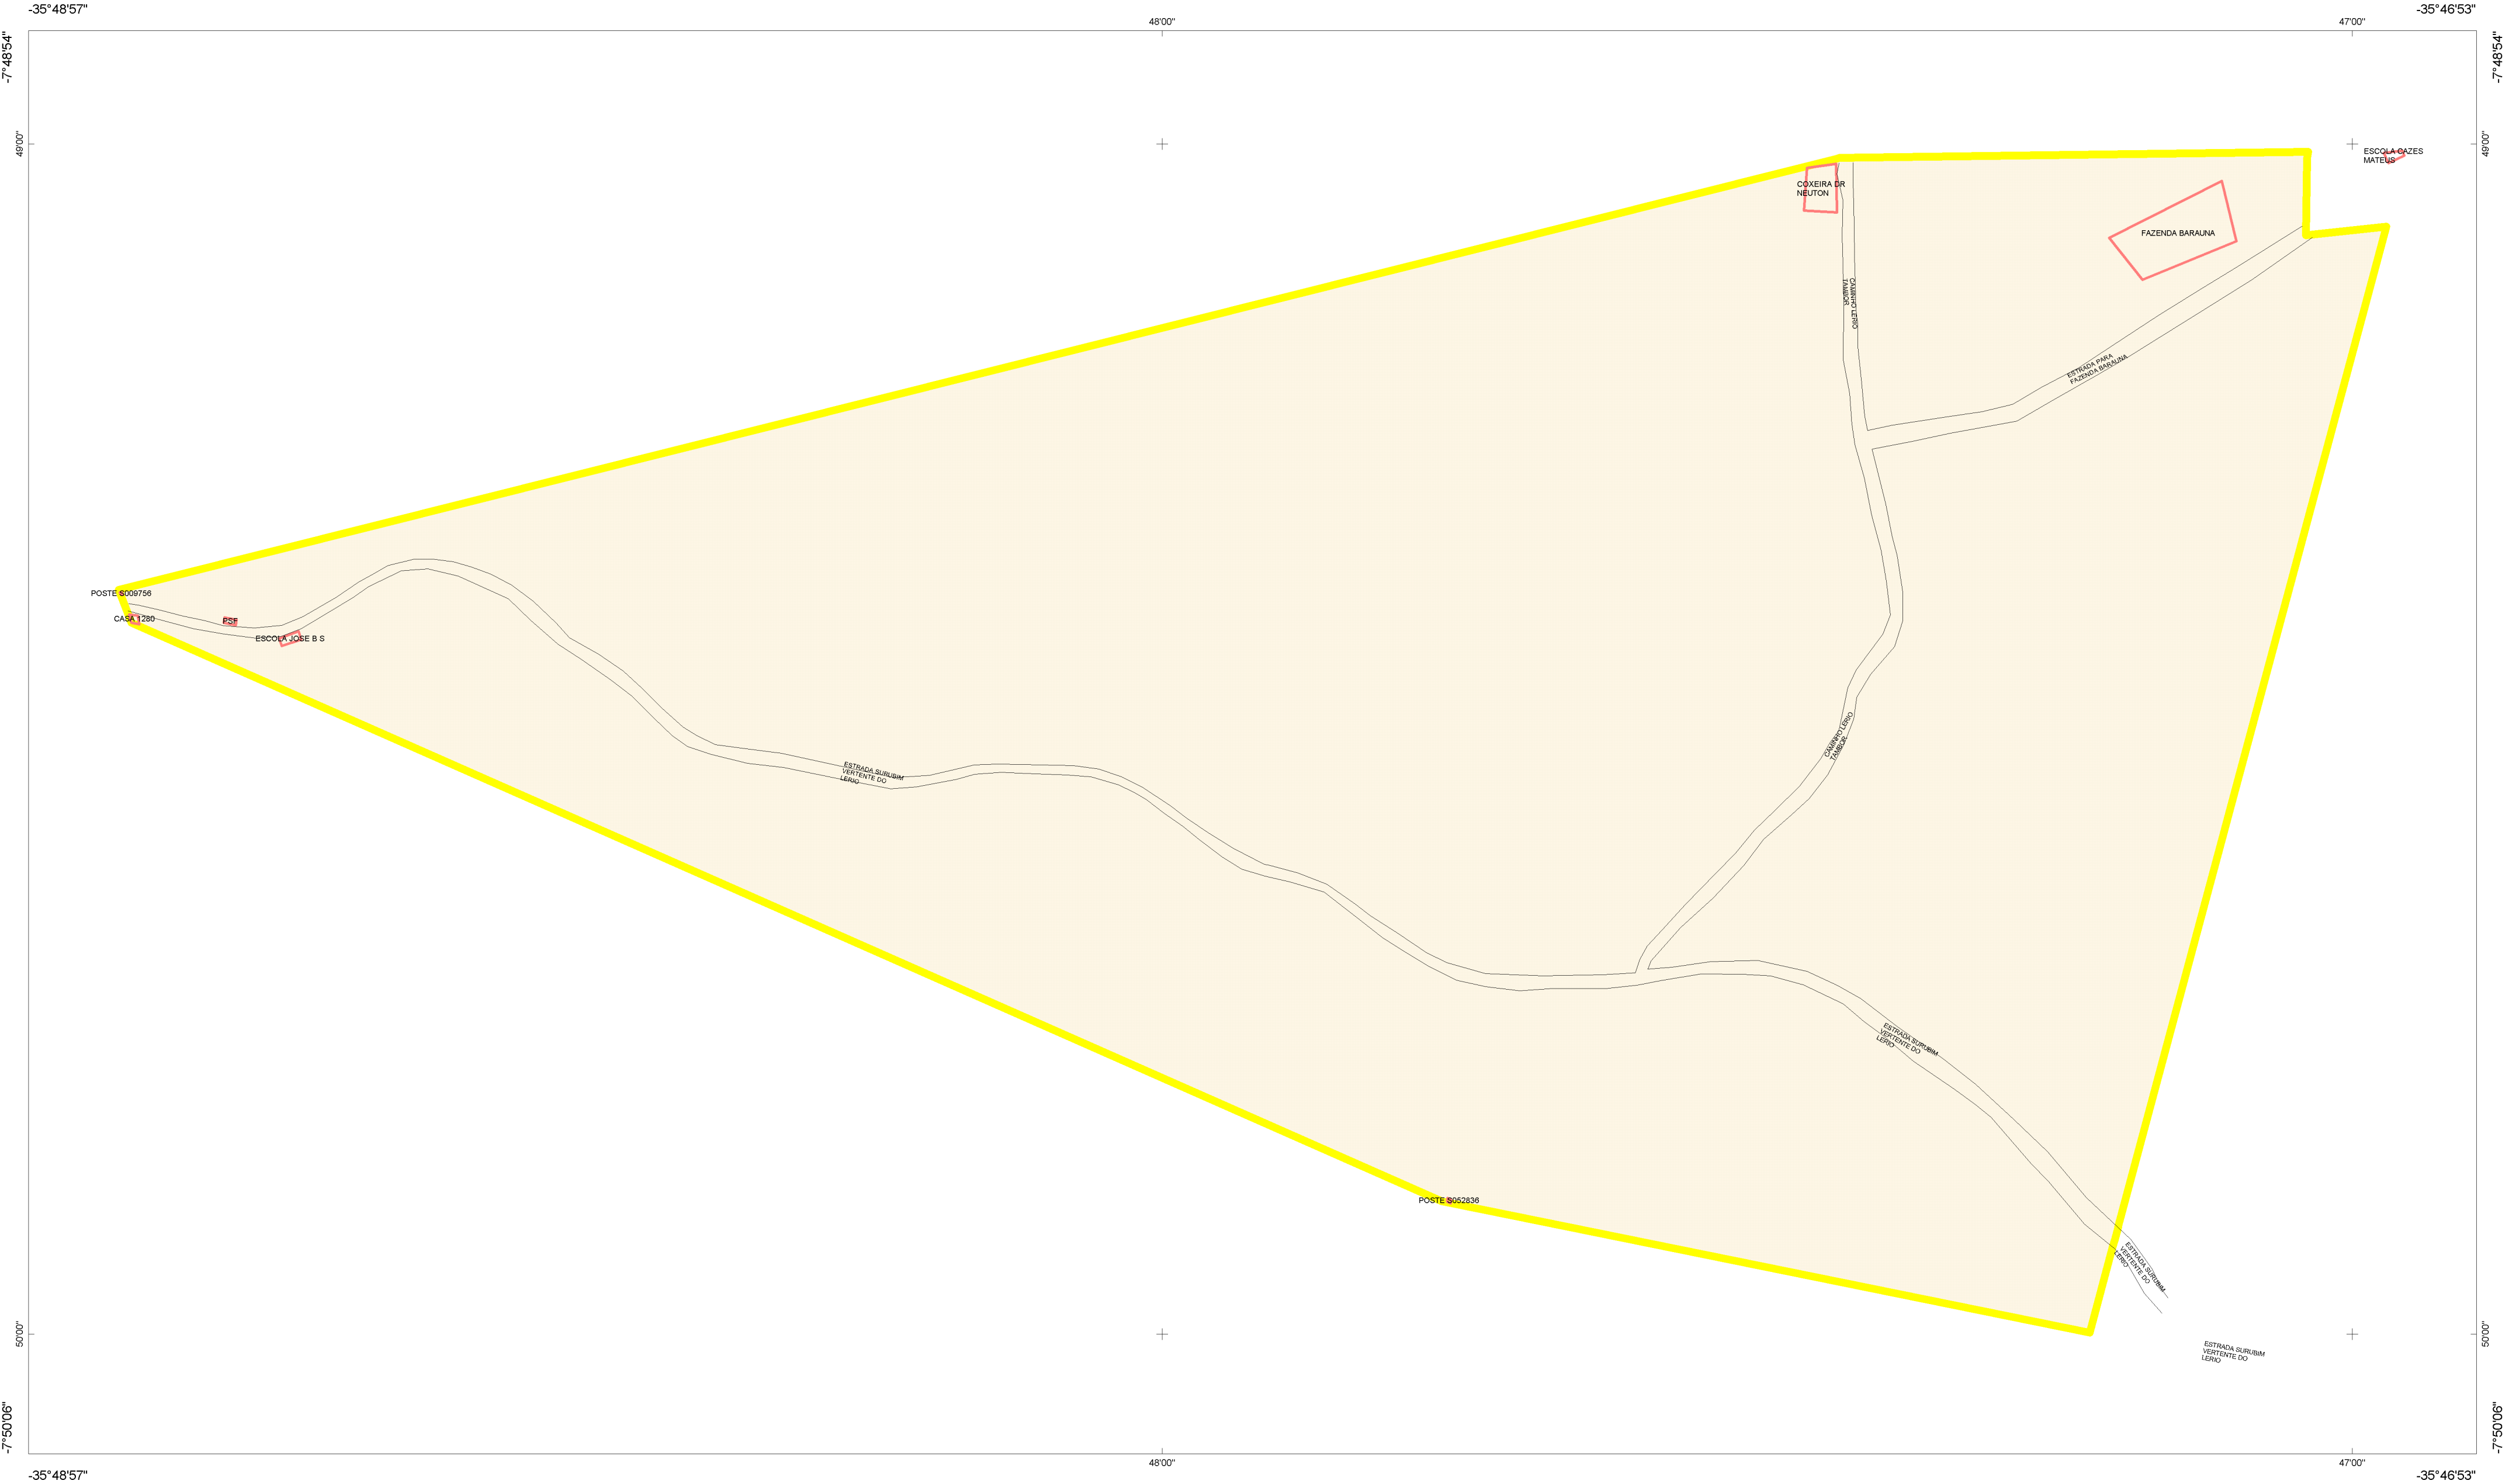 -35°48'57"
-35°46'53"
48'00"
47'00"
-7°48'54"
-7°48'54"
49'00"
49'00"
ESCOLA CAZES
MATEUS
COXEIRA DR
NEUTON
FAZENDA BARAUNA
CAMINHO LERIO
TAMBOR
ESTRADA PARA
FAZENDA BARAUNA
POSTE S009756
CASA 1280
PSF
ESCOLA JOSE B S
CAMINHO LERIO
TAMBOR
ESTRADA SURUBIM
VERTENTE DO
LERIO
ESTRADA SURUBIM
VERTENTE DO
LERIO
POSTE S052836
ESTRADA SURUBIM
VERTENTE DO
LERIO
50'00"
50'00"
ESTRADA SURUBIM
VERTENTE DO
LERIO
-7°50'06"
-7°50'06"
48'00"
47'00"
-35°48'57"
-35°46'53"